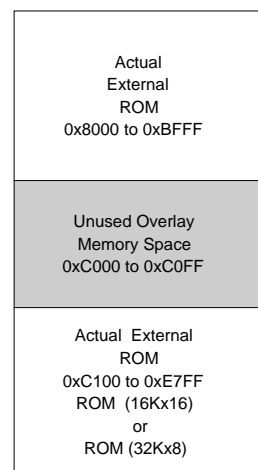 Actual
External
ROM
0x8000 to 0xBFFF
Unused Overlay
Memory Space
0xC000 to 0xC0FF
Actual External
ROM
0xC100 to 0xE7FF
ROM (16Kx16)
or
ROM (32Kx8)